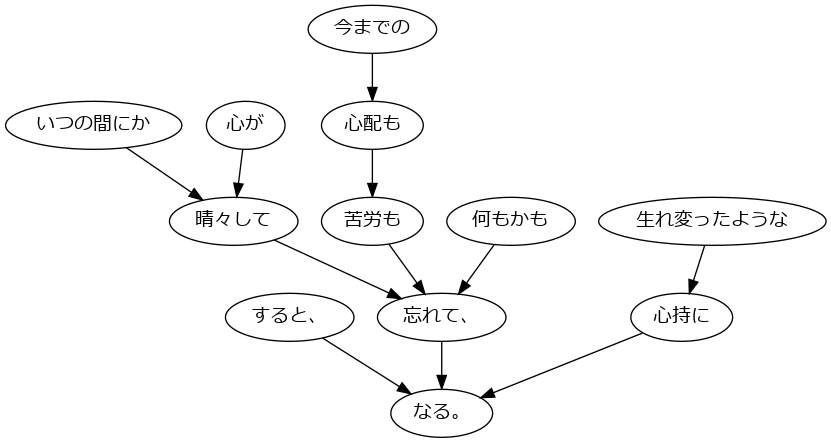 今までの
いつの間にか
心が
心配も
晴々して
苦労も
何もかも
生れ変ったような
すると、
忘れて、
心持に
なる。